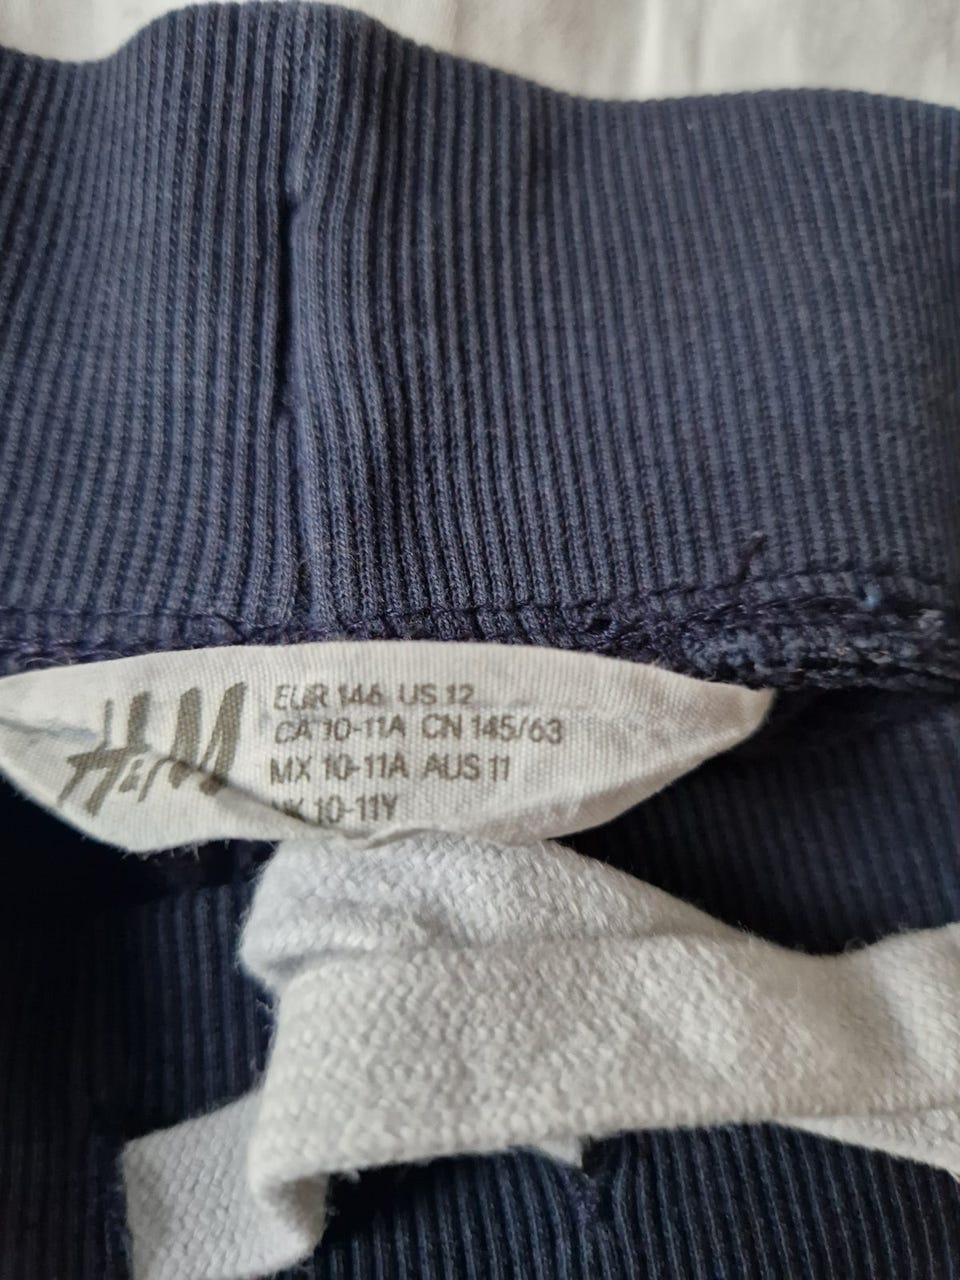 H&M
EUR 146 US 12
CA 10-11A CN 145/63
MX 10-11A AUS 11
UK 10-11Y